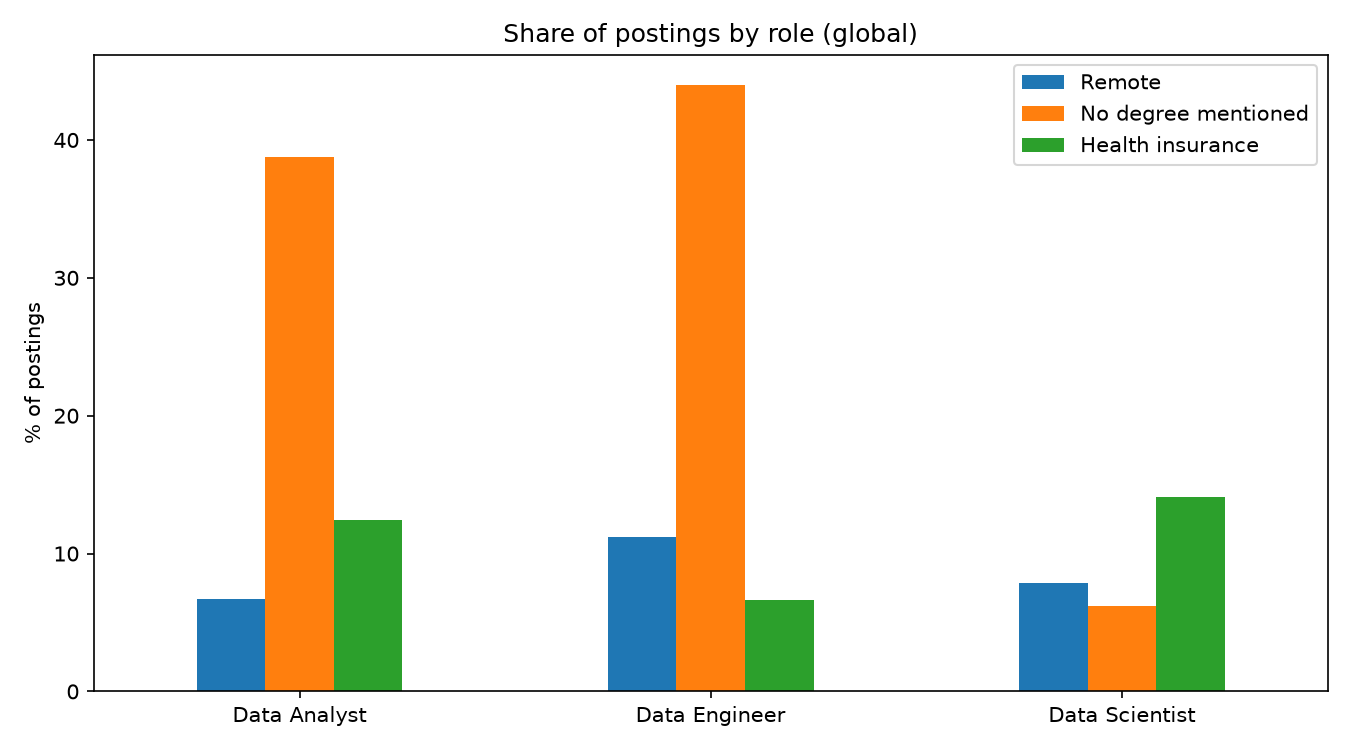 Share of postings by role (global)
Remote
No degree mentioned
Health insurance
% of postings
40
30
20
10
0
Data Analyst
Data Engineer
Data Scientist